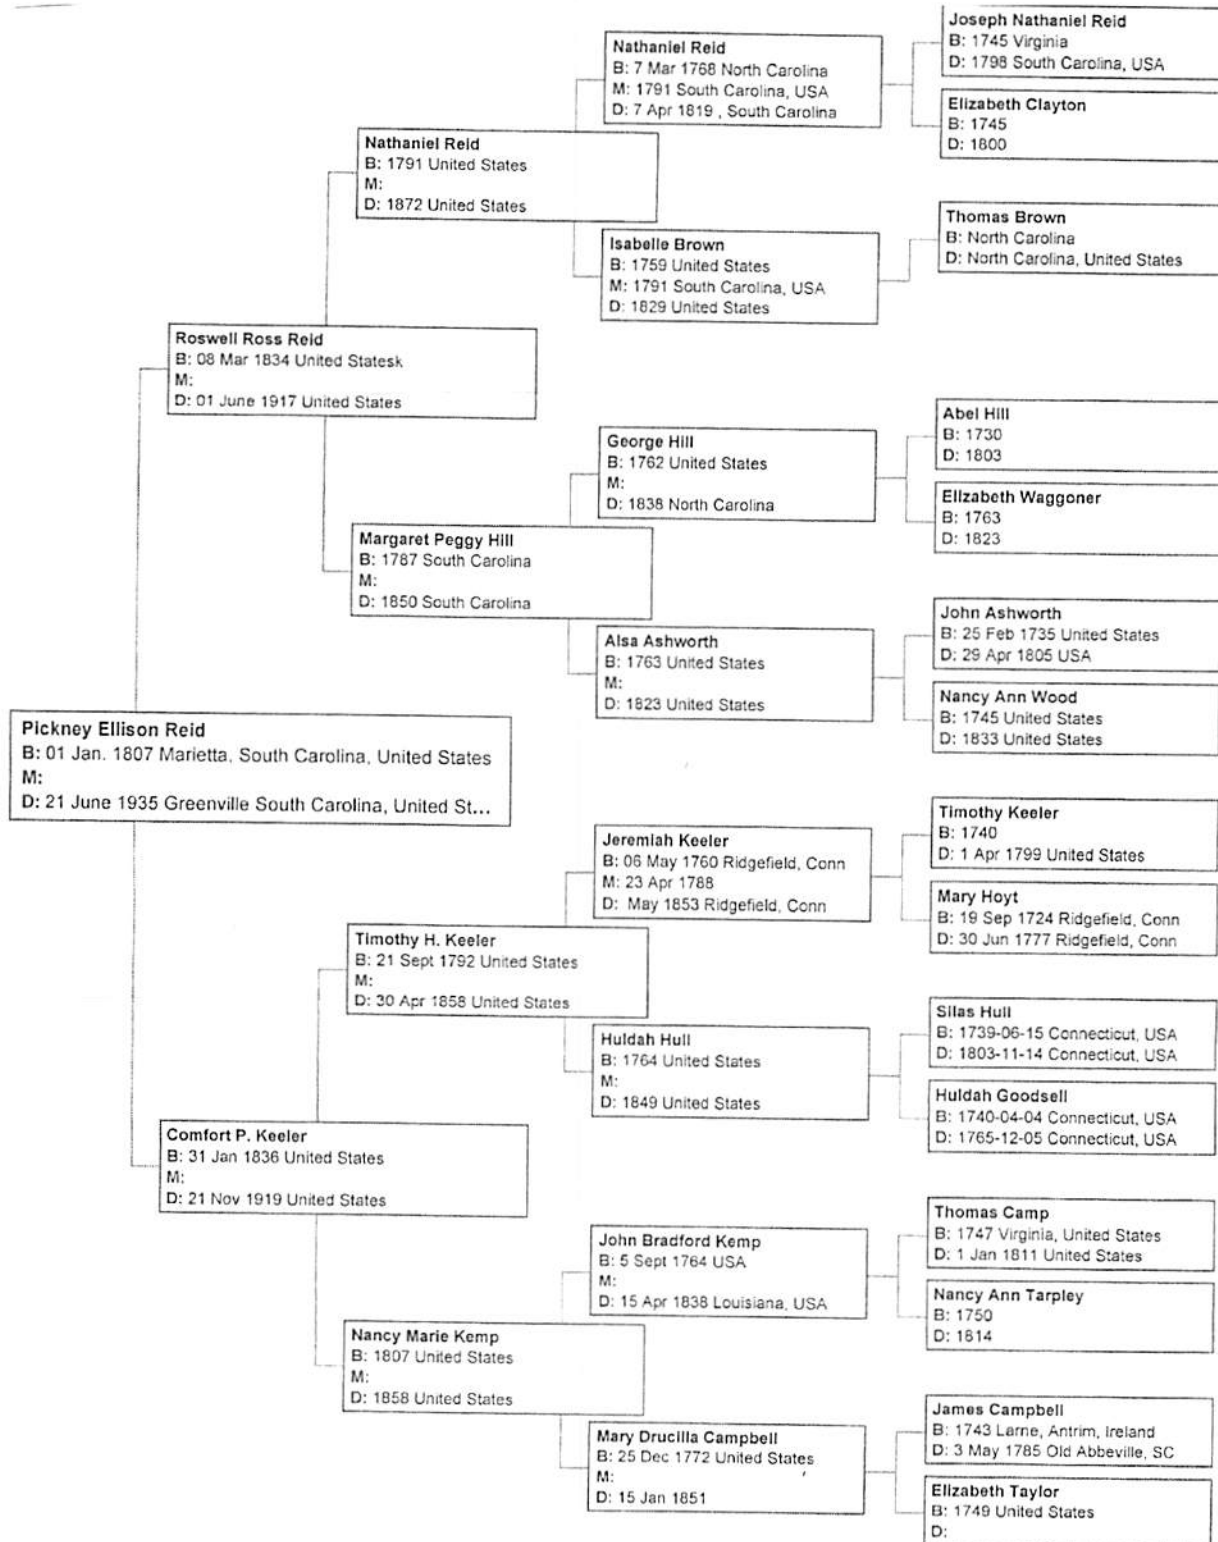 Joseph Nathaniel Reid
B: 1745 Virginia
D: 1798 South Carolina, USA
Nathaniel Reid
B: 7 Mar 1768 North Carolina
M: 1791 South Carolina, USA
D: 7 Apr 1819 , South Carolina
Elizabeth Clayton
B: 1745
D: 1800
Nathaniel Reid
B: 1791 United States
M:
D: 1872 United States
Thomas Brown
B: North Carolina
D: North Carolina, United States
Isabelle Brown
B: 1759 United States
M: 1791 South Carolina, USA
D: 1829 United States
Roswell Ross Reid
B: 08 Mar 1834 United Statesk
M:
D: 01 June 1917 United States
Abel Hill
B: 1730
D: 1803
George Hill
B: 1762 United States
M:
D: 1838 North Carolina
Elizabeth Waggoner
B: 1763
D: 1823
Margaret Peggy Hill
B: 1787 South Carolina
M:
D: 1850 South Carolina
John Ashworth
B: 25 Feb 1735 United States
D: 29 Apr 1805 USA
Alsa Ashworth
B: 1763 United States
M:
D: 1823 United States
Nancy Ann Wood
B: 1745 United States
D: 1833 United States
Pickney Ellison Reid
B: 01 Jan. 1807 Marietta, South Carolina, United States
M:
D: 21 June 1935 Greenville South Carolina, United St...
Timothy Keeler
B: 1740
D: 1 Apr 1799 United States
Jeremiah Keeler
B: 06 May 1760 Ridgefield, Conn
M: 23 Apr 1788
D: May 1853 Ridgefield, Conn
Mary Hoyt
B: 19 Sep 1724 Ridgefield, Conn
D: 30 Jun 1777 Ridgefield, Conn
Timothy H. Keeler
B: 21 Sept 1792 United States
M:
D: 30 Apr 1858 United States
Silas Hull
B: 1739-06-15 Connecticut, USA
D: 1803-11-14 Connecticut, USA
Huldah Hull
B: 1764 United States
M:
D: 1849 United States
Huldah Goodsell
B: 1740-04-04 Connecticut, USA
D: 1765-12-05 Connecticut, USA
Comfort P. Keeler
B: 31 Jan 1836 United States
M:
D: 21 Nov 1919 United States
Thomas Camp
B: 1747 Virginia, United States
D: 1 Jan 1811 United States
John Bradford Kemp
B: 5 Sept 1764 USA
M:
D: 15 Apr 1838 Louisiana, USA
Nancy Ann Tarpley
B: 1750
D: 1814
Nancy Marie Kemp
B: 1807 United States
M:
D: 1858 United States
James Campbell
B: 1743 Larne, Antrim, Ireland
D: 3 May 1785 Old Abbeville, SC
Mary Drucilla Campbell
B: 25 Dec 1772 United States
M:
D: 15 Jan 1851
Elizabeth Taylor
B: 1749 United States
D: